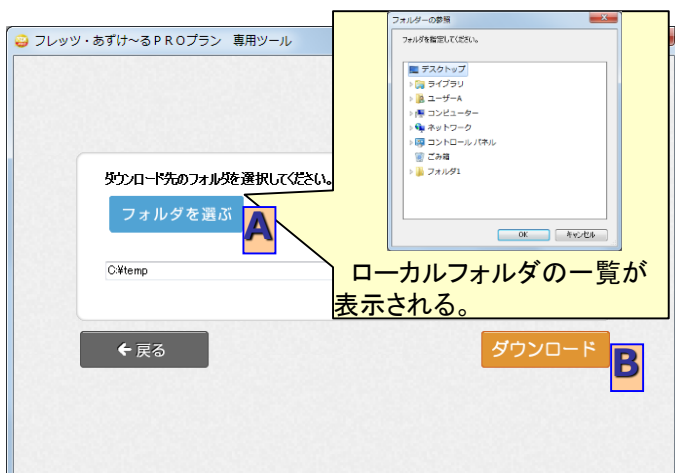 フレッツ・あずけ～るPROプラン 専用ツール
フォルダーの参照
フォルダを指定してください。
デスクトップ
ライブラリ
ユーザーA
コンピューター
ネットワーク
コントロール パネル
ごみ箱
フォルダ1
OK キャンセル
ローカルフォルダの一覧が
表示される。
ダウンロード先のフォルダを選択してください。
フォルダを選ぶ
A
C:¥temp
戻る
ダウンロード
B